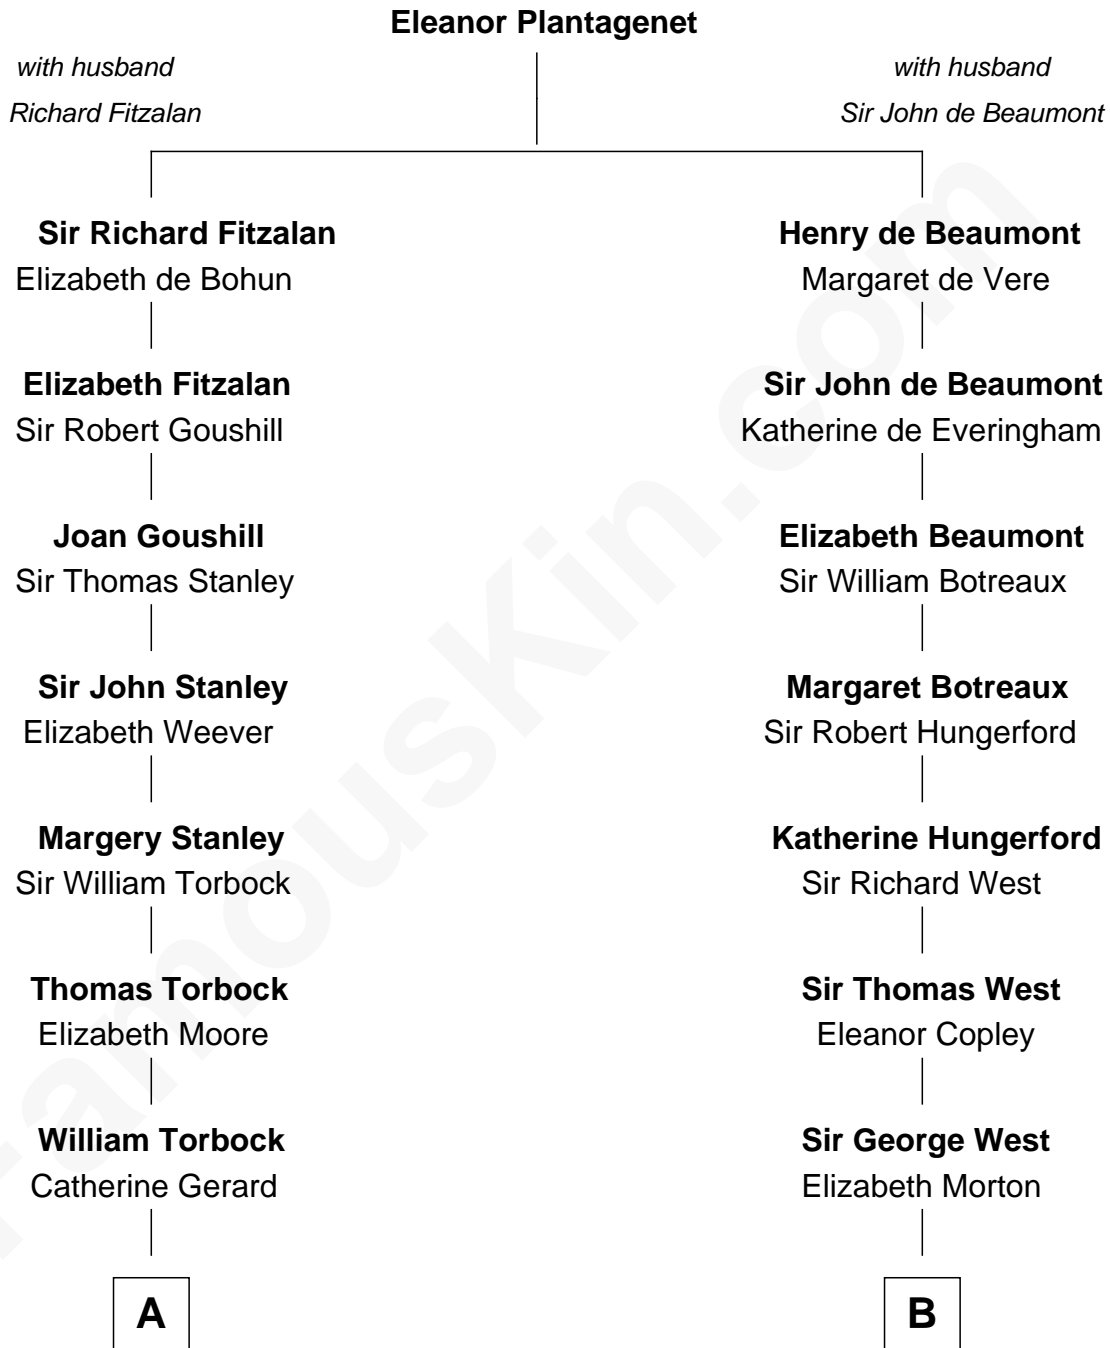 Eleanor Plantagenet
with husband
Richard Fitzalan
with husband
Sir John de Beaumont
Sir Richard Fitzalan
Elizabeth de Bohun
Henry de Beaumont
Margaret de Vere
Elizabeth Fitzalan
Sir Robert Goushill
Sir John de Beaumont
Katherine de Everingham
Joan Goushill
Sir Thomas Stanley
Elizabeth Beaumont
Sir William Botreaux
Sir John Stanley
Elizabeth Weever
Margaret Botreaux
Sir Robert Hungerford
Margery Stanley
Sir William Torbock
Katherine Hungerford
Sir Richard West
Thomas Torbock
Elizabeth Moore
Sir Thomas West
Eleanor Copley
William Torbock
Catherine Gerard
Sir George West
Elizabeth Morton
A
B
FamousKin.com